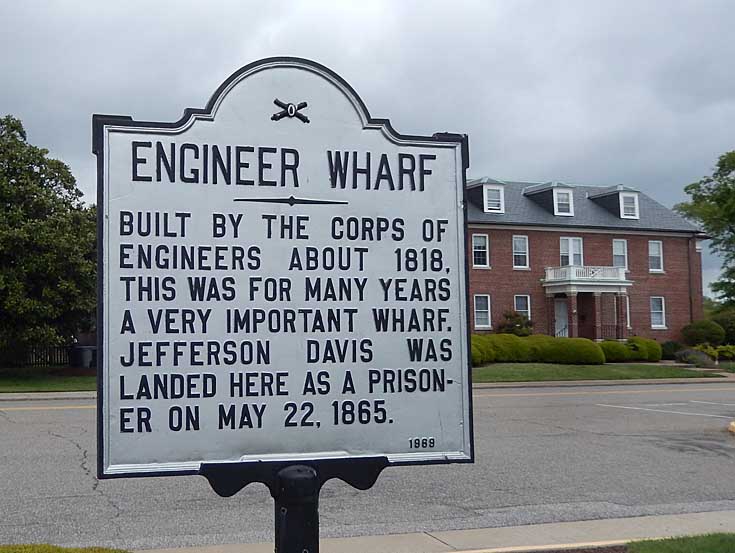 ENGINEER WHARF
BUILT BY THE CORPS OF
ENGINEERS ABOUT 1818,
THIS WAS FOR MANY YEARS
A VERY IMPORTANT WHARF.
JEFFERSON DAVIS WAS
LANDED HERE AS A PRISON-
ER ON MAY 22, 1865.
1969